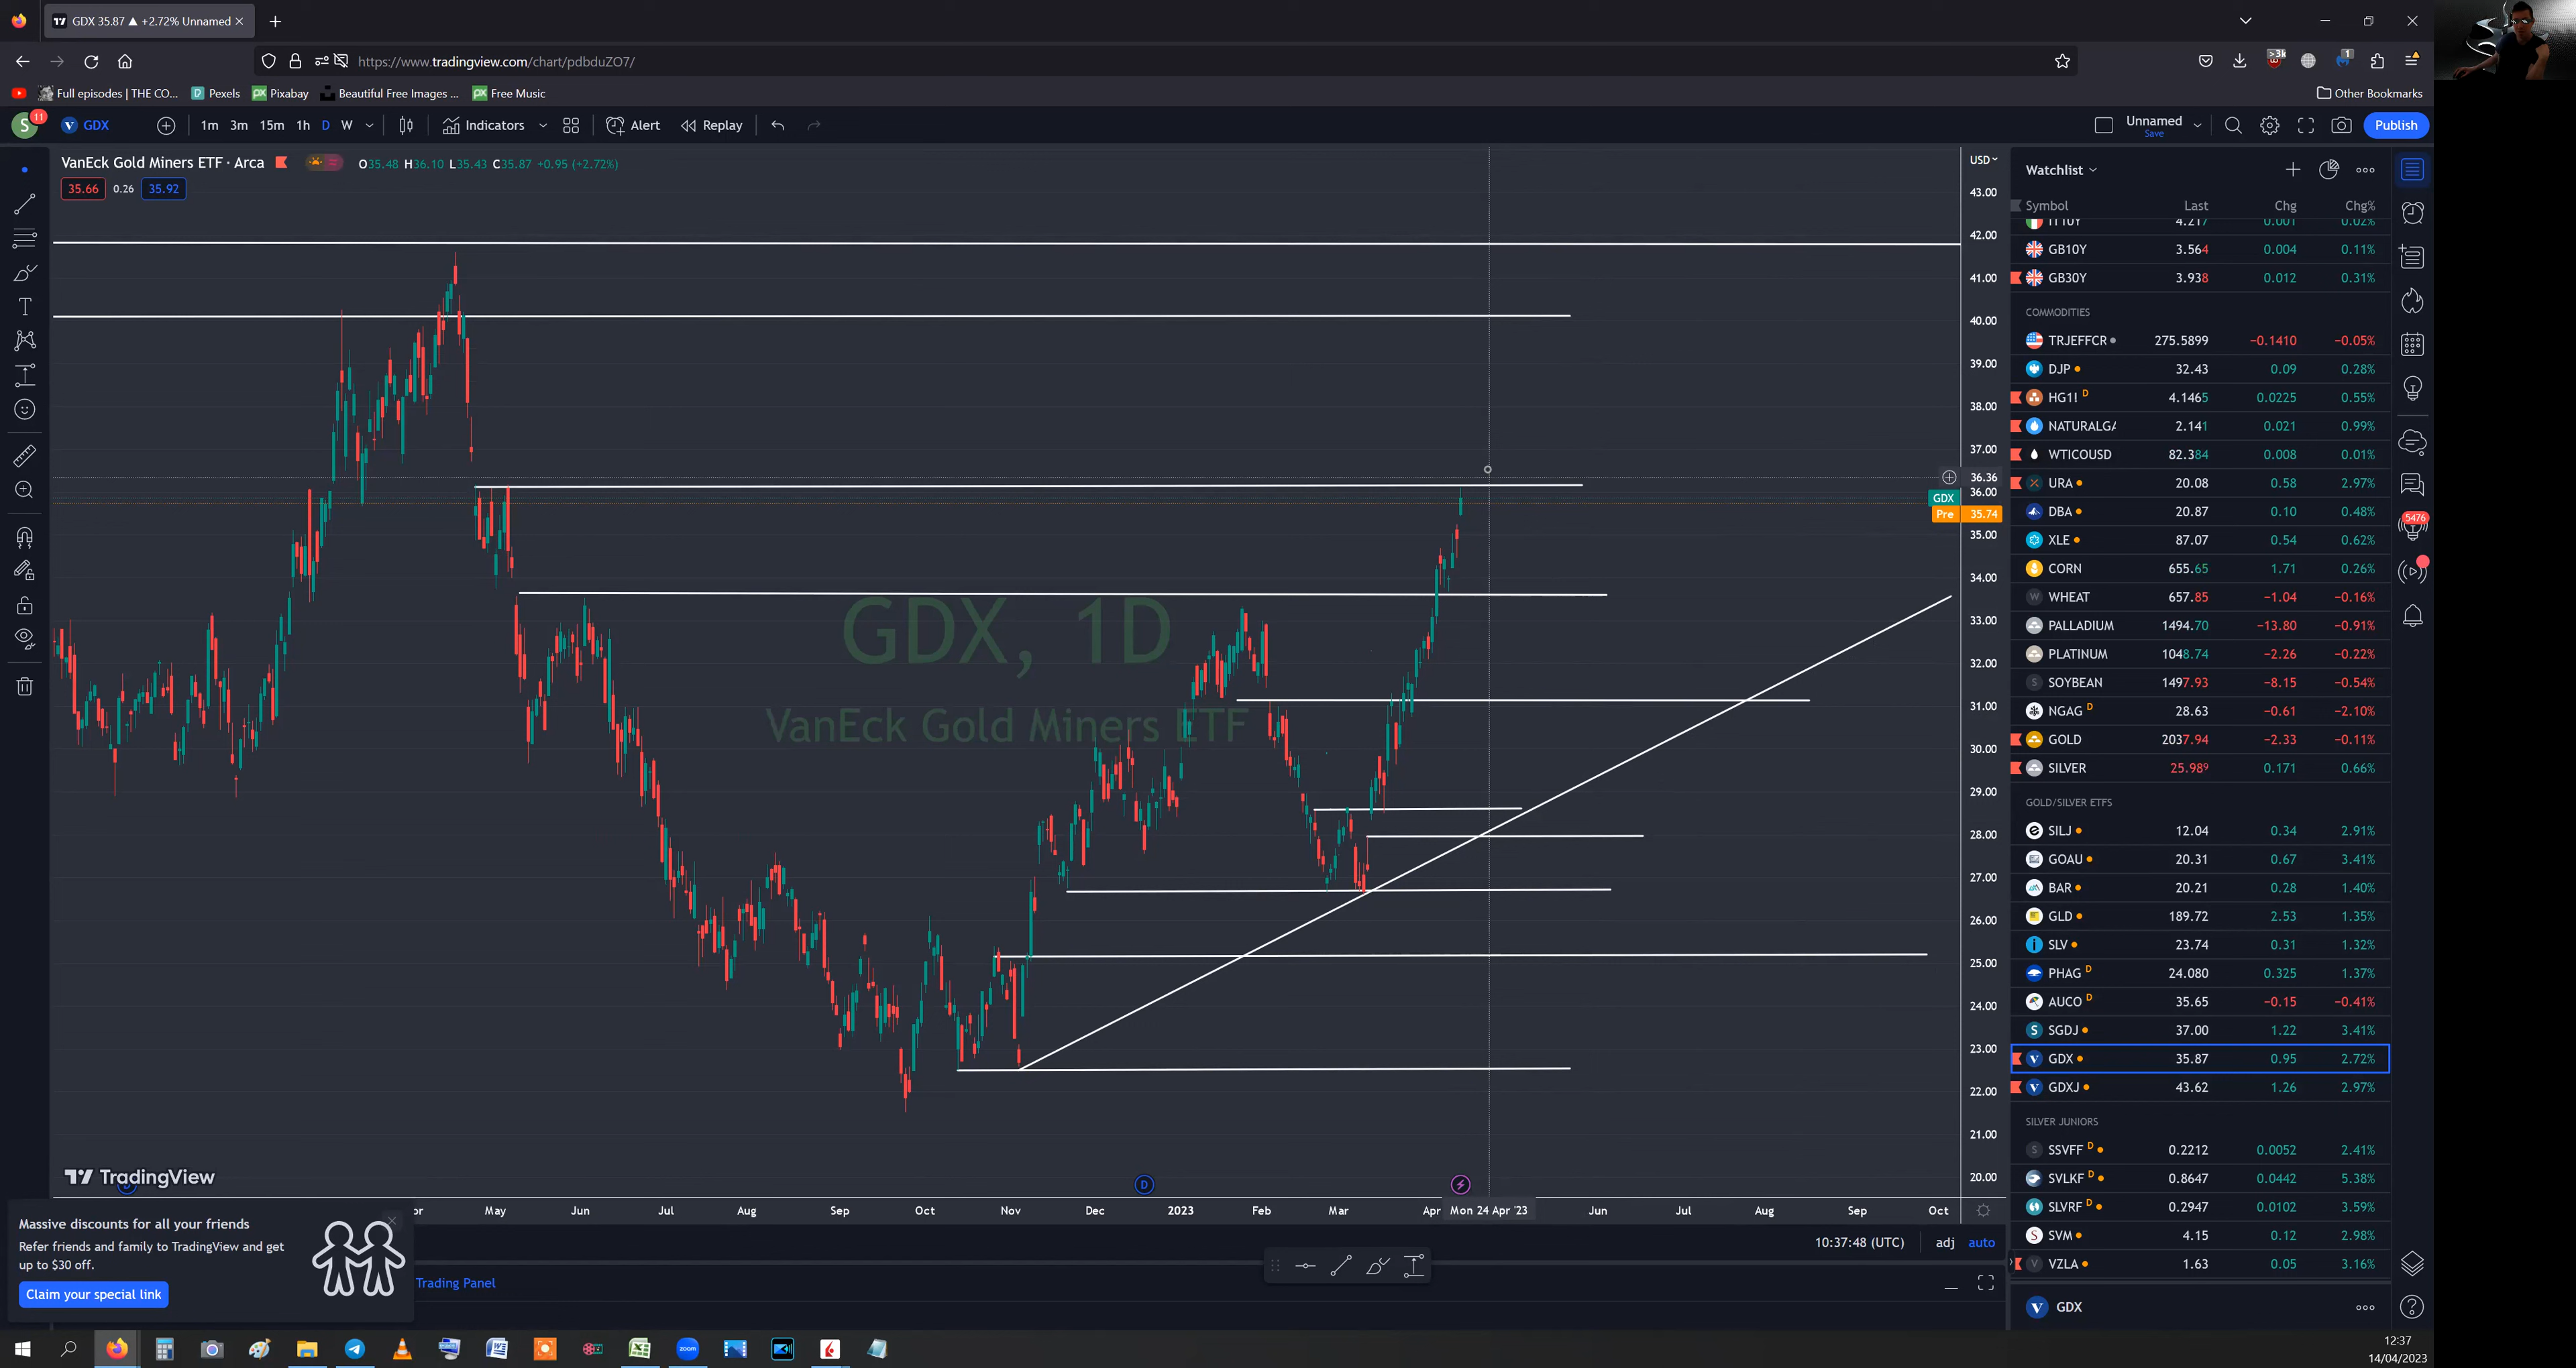 GDX 35.87 ▲ +2.72% Unnamed
https://www.tradingview.com/chart/pdbduZO7/
>3k
1
Full episodes | THE CO...
Pexels
Pixabay
Beautiful Free Images ...
Free Music
Other Bookmarks
S 11
GDX
1m 3m 15m 1h D W
Indicators
Alert
Replay
Unnamed
Save
Publish
VanEck Gold Miners ETF · Arca
O35.48 H36.10 L35.43 C35.87 +0.95 (+2.72%)
35.66 0.26 35.92
USD
43.00
42.00
41.00
40.00
39.00
38.00
37.00
36.36
36.00
GDX
Pre 35.74
35.00
34.00
33.00
32.00
31.00
30.00
29.00
28.00
27.00
26.00
25.00
24.00
23.00
22.00
21.00
20.00
GDX, 1D
VanEck Gold Miners ETF
TradingView
D
D
May Jun Jul Aug Sep Oct Nov Dec 2023 Feb Mar Apr Mon 24 Apr '23 Jun Jul Aug Sep Oct
Massive discounts for all your friends
Refer friends and family to TradingView and get
up to $30 off.
Claim your special link
Trading Panel
10:37:48 (UTC) adj auto
Watchlist
Symbol Last Chg Chg%
IT10Y 4.217 0.001 0.02%
GB10Y 3.564 0.004 0.11%
GB30Y 3.938 0.012 0.31%
COMMODITIES
TRJEFFCR 275.5899 −0.1410 −0.05%
DJP 32.43 0.09 0.28%
HG1! D 4.1465 0.0225 0.55%
NATURALGA 2.141 0.021 0.99%
WTICOUSD 82.384 0.008 0.01%
URA 20.08 0.58 2.97%
DBA 20.87 0.10 0.48%
XLE 87.07 0.54 0.62%
CORN 655.65 1.71 0.26%
WHEAT 657.85 −1.04 −0.16%
PALLADIUM 1494.70 −13.80 −0.91%
PLATINUM 1048.74 −2.26 −0.22%
SOYBEAN 1497.93 −8.15 −0.54%
NGAG D 28.63 −0.61 −2.10%
GOLD 2037.94 −2.33 −0.11%
SILVER 25.989 0.171 0.66%
GOLD/SILVER ETFS
SILJ 12.04 0.34 2.91%
GOAU 20.31 0.67 3.41%
BAR 20.21 0.28 1.40%
GLD 189.72 2.53 1.35%
SLV 23.74 0.31 1.32%
PHAG D 24.080 0.325 1.37%
AUCO D 35.65 −0.15 −0.41%
SGDJ 37.00 1.22 3.41%
GDX 35.87 0.95 2.72%
GDXJ 43.62 1.26 2.97%
SILVER JUNIORS
SSVFF D 0.2212 0.0052 2.41%
SVLKF D 0.8647 0.0442 5.38%
SLVRF D 0.2947 0.0102 3.59%
SVM 4.15 0.12 2.98%
VZLA 1.63 0.05 3.16%
GDX
5476
zoom
12:37
14/04/2023